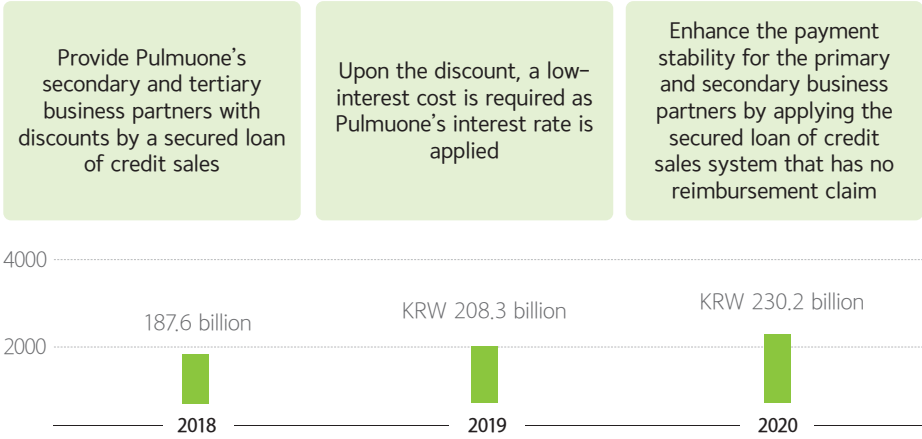 Provide Pulmuone's
secondary and tertiary
business partners with
discounts by a secured loan
of credit sales
Upon the discount, a low-
interest cost is required as
Pulmuone's interest rate is
applied
Enhance the payment
stability for the primary
and secondary business
partners by applying the
secured loan of credit
sales system that has no
reimbursement claim
4000
2000
187.6 billion
KRW 208.3 billion
KRW 230.2 billion
2018
2019
2020